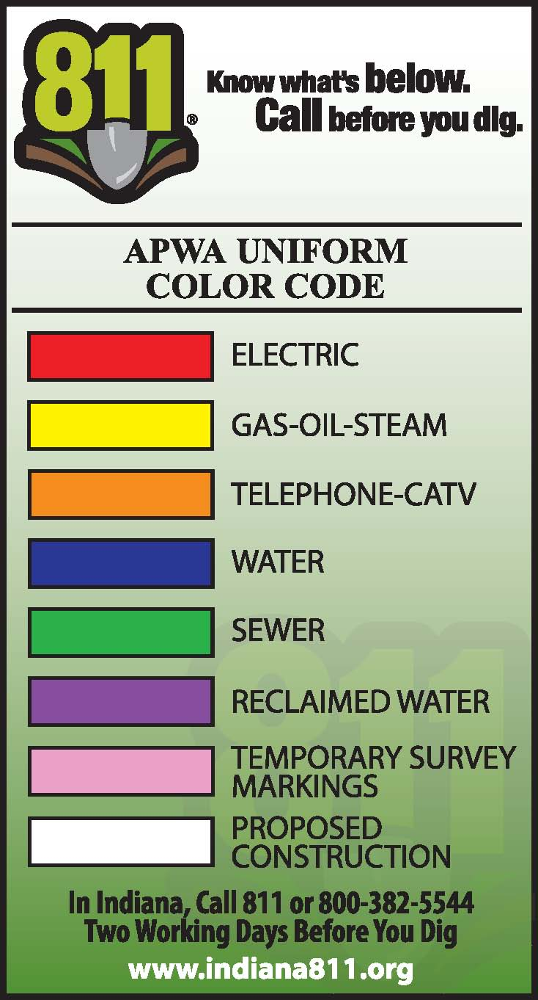 811®
Know what's below.
Call before you dig.
APWA UNIFORM
COLOR CODE
ELECTRIC
GAS-OIL-STEAM
TELEPHONE-CATV
WATER
SEWER
RECLAIMED WATER
TEMPORARY SURVEY
MARKINGS
PROPOSED
CONSTRUCTION
811
In Indiana, Call 811 or 800-382-5544
Two Working Days Before You Dig
www.indiana811.org